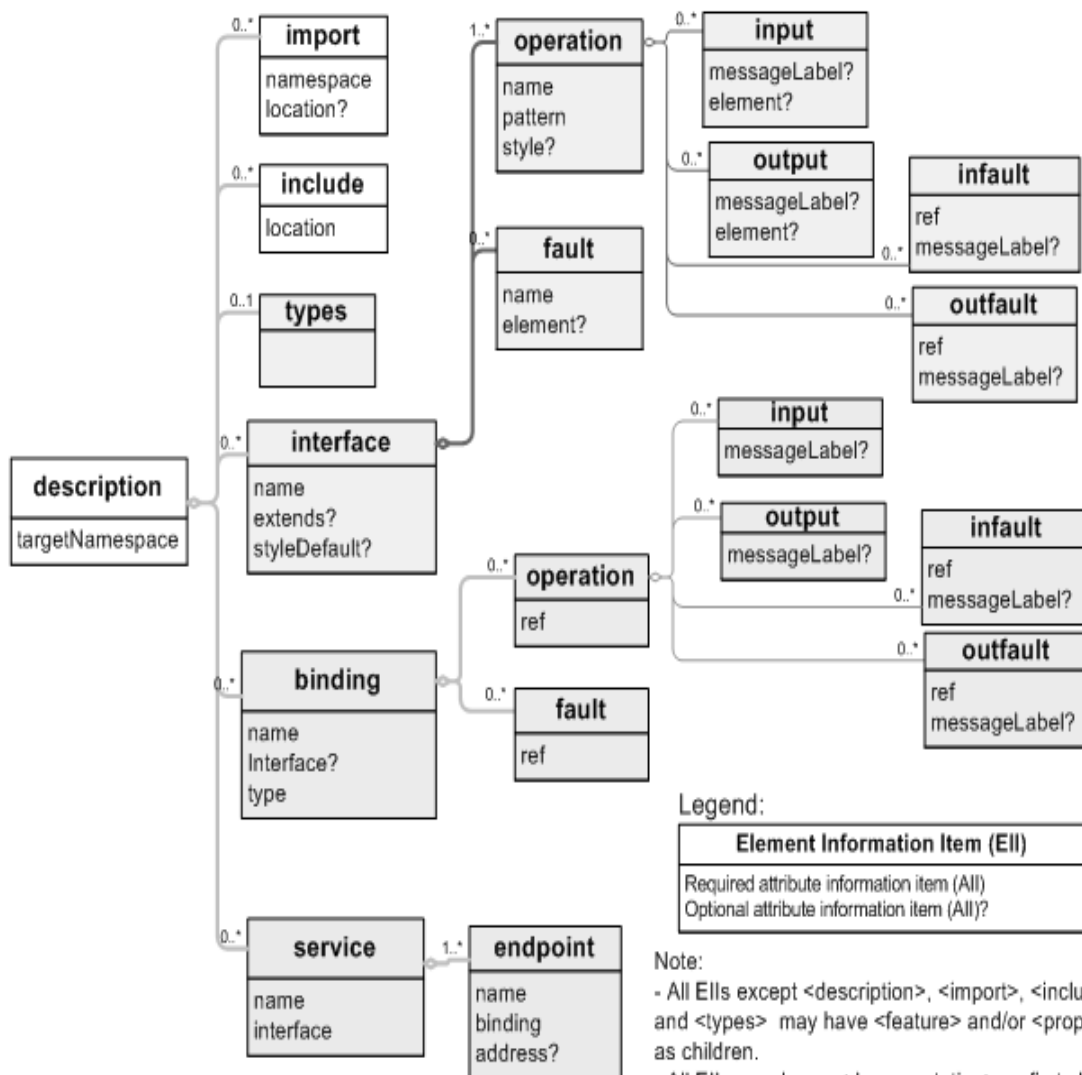 0..*
import
namespace
location?
0..*
include
location
0..1
types
0..*
interface
name
extends?
styleDefault?
description
targetNamespace
0..*
binding
name
Interface?
type
0..*
service
name
interface
1..*
operation
name
pattern
style?
0..*
fault
name
element?
0..*
input
messageLabel?
element?
0..*
output
messageLabel?
element?
0..*
infault
ref
messageLabel?
0..*
outfault
ref
messageLabel?
0..*
operation
ref
0..*
fault
ref
0..*
input
messageLabel?
0..*
output
messageLabel?
0..*
infault
ref
messageLabel?
0..*
outfault
ref
messageLabel?
1..*
endpoint
name
binding
address?
Legend:
Element Information Item (EII)
Required attribute information item (AII)
Optional attribute information item (AII)?
Note:
- All EIIs except <description>, <import>, <inclu
and <types> may have <feature> and/or <prop
as children.